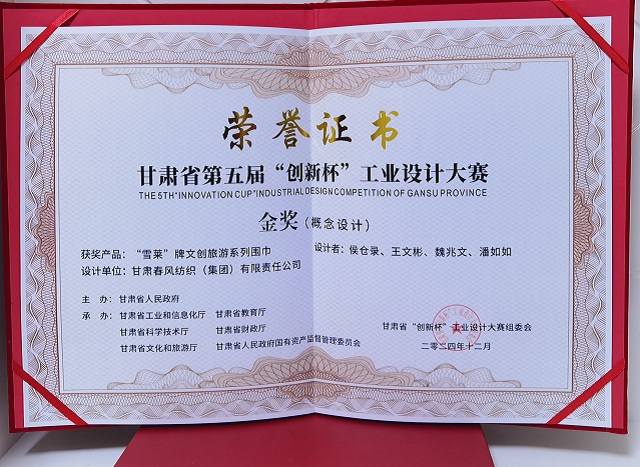 荣誉证书
甘肃省第五届“创新杯”工业设计大赛
THE 5TH"INNOVATION CUP"INDUSTRIAL DESIGN COMPETITION OF GANSU PROVINCE
金奖（概念设计）
获奖产品：“雪莱”牌文创旅游系列围巾
设计单位：甘肃春风纺织（集团）有限责任公司
设计者：侯仓录、王文彬、魏兆文、潘如如
主 办：甘肃省人民政府
承 办：甘肃省工业和信息化厅 甘肃省教育厅
甘肃省科学技术厅 甘肃省财政厅
甘肃省文化和旅游厅 甘肃省人民政府国有资产监督管理委员会
甘肃省“创新杯”工业设计大赛组委会
二〇二四年十二月